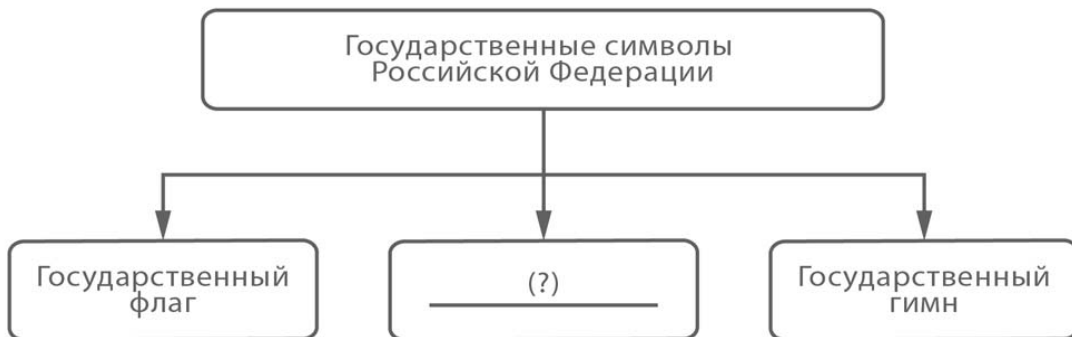 Государственные символы
Российской Федерации
Государственный
флаг
(?)
Государственный
гимн